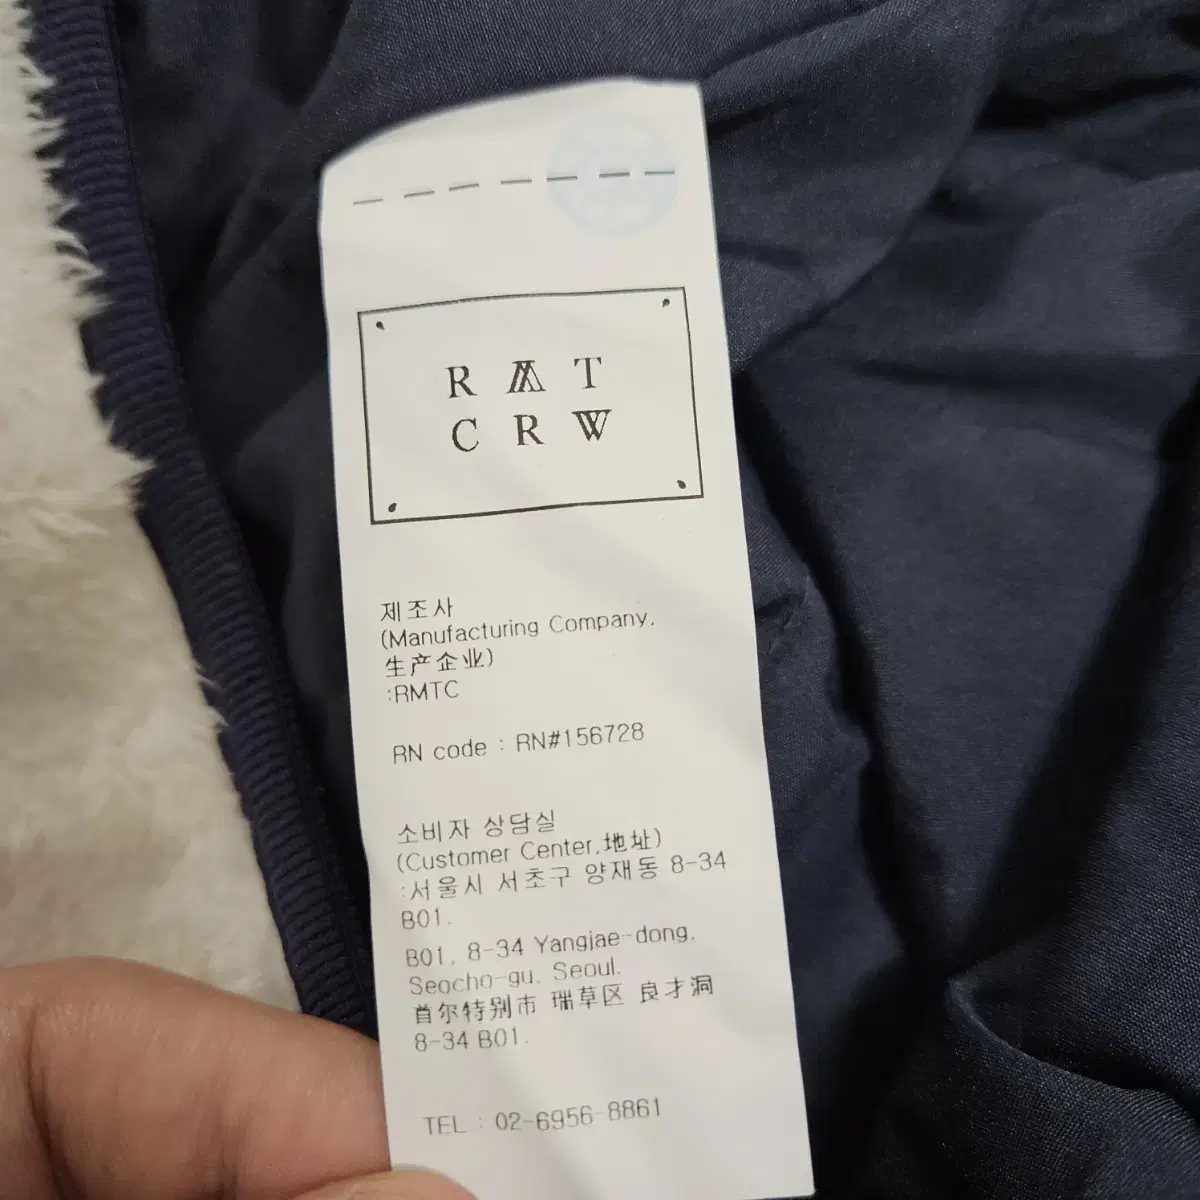 R M T
C R W
제조사
(Manufacturing Company,
生产企业)
:RMTC
RN code : RN#156728
소비자 상담실
(Customer Center,地址)
:서울시 서초구 양재동 8-34
B01.
B01, 8-34 Yangjae-dong,
Seocho-gu, Seoul.
首尔特别市 瑞草区 良才洞
8-34 B01.
TEL : 02-6956-8861